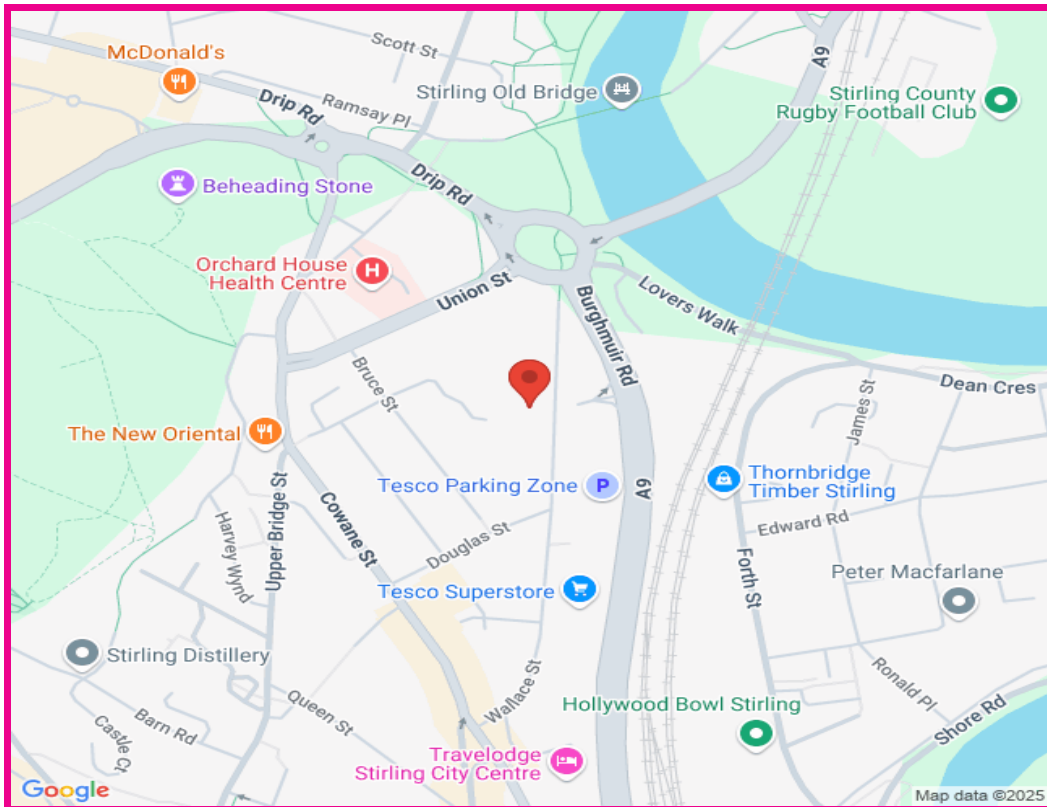 Scott St
McDonald's
A9
Stirling Old Bridge
Stirling County
Rugby Football Club
Drip Rd
Ramsay Pl
Drip Rd
Beheading Stone
Orchard House
Health Centre
Union St
Lovers Walk
Burghmuir Rd
Bruce St
Dean Cres
James St
The New Oriental
Thornbridge
Timber Stirling
Tesco Parking Zone
P
A9
Upper Bridge St
Cowane St
Harvey Wynd
Edward Rd
Douglas St
Forth St
Peter Macfarlane
Tesco Superstore
Stirling Distillery
Ronald Pl
Wallace St
Queen St
Hollywood Bowl Stirling
Shore Rd
Barn Rd
Castle Ct
Travelodge
Stirling City Centre
Google
Map data ©2025
H